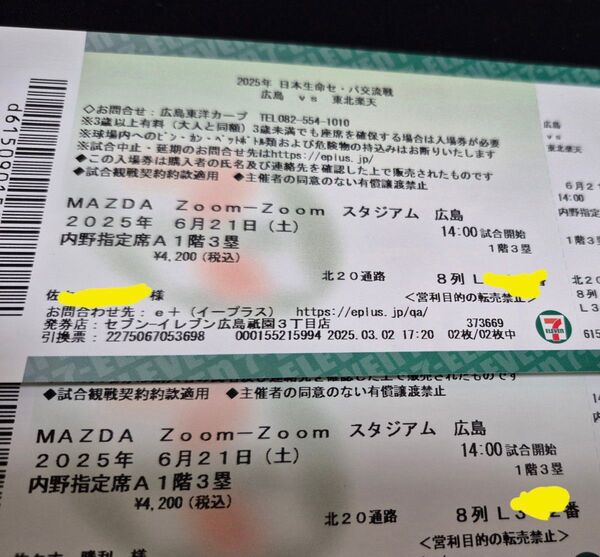 2025年 日本生命セ・パ交流戦
広島 vs 東北楽天
◇お問合せ:広島東洋カープ TEL082-554-1010
※3歳以上有料(大人と同額)3歳未満でも座席を確保する場合は入場券が必要
※球場内へのビン・カン・ペットボトル類および危険物の持込みはお断りいたします
※試合中止・延期のお問合せ先はhttps://eplus.jp/
◆この入場券は購入者の氏名及び連絡先を確認した上で販売されたものです
◆試合観戦契約約款適用 ◆主催者の同意のない有償譲渡禁止
MAZDA Zoom-Zoom スタジアム 広島
2025年 6月21日(土) 14:00試合開始
内野指定席A1階3塁 1階3塁
¥4,200(税込)
北20通路 8列 L 番
<営利目的の転売禁止>
様
お問合わせ先:e+(イープラス) https://eplus.jp/qa/
発券店:セブン-イレブン広島祇園3丁目店 373669
引換票:2275067053698 000155215994 2025.03.02 17:20 02枚/02枚中
7 ELEVEN
d61509015
広島
vs
6月21
内野指定
1階3塁
8列
L3
615
◆試合観戦契約約款適用 ◆主催者の同意のない有償譲渡禁止
MAZDA Zoom-Zoom スタジアム 広島
2025年 6月21日(土) 14:00試合開始
内野指定席A1階3塁 1階3塁
¥4,200(税込)
北20通路 8列 L3 2番
<営利目的の転売禁止>
様